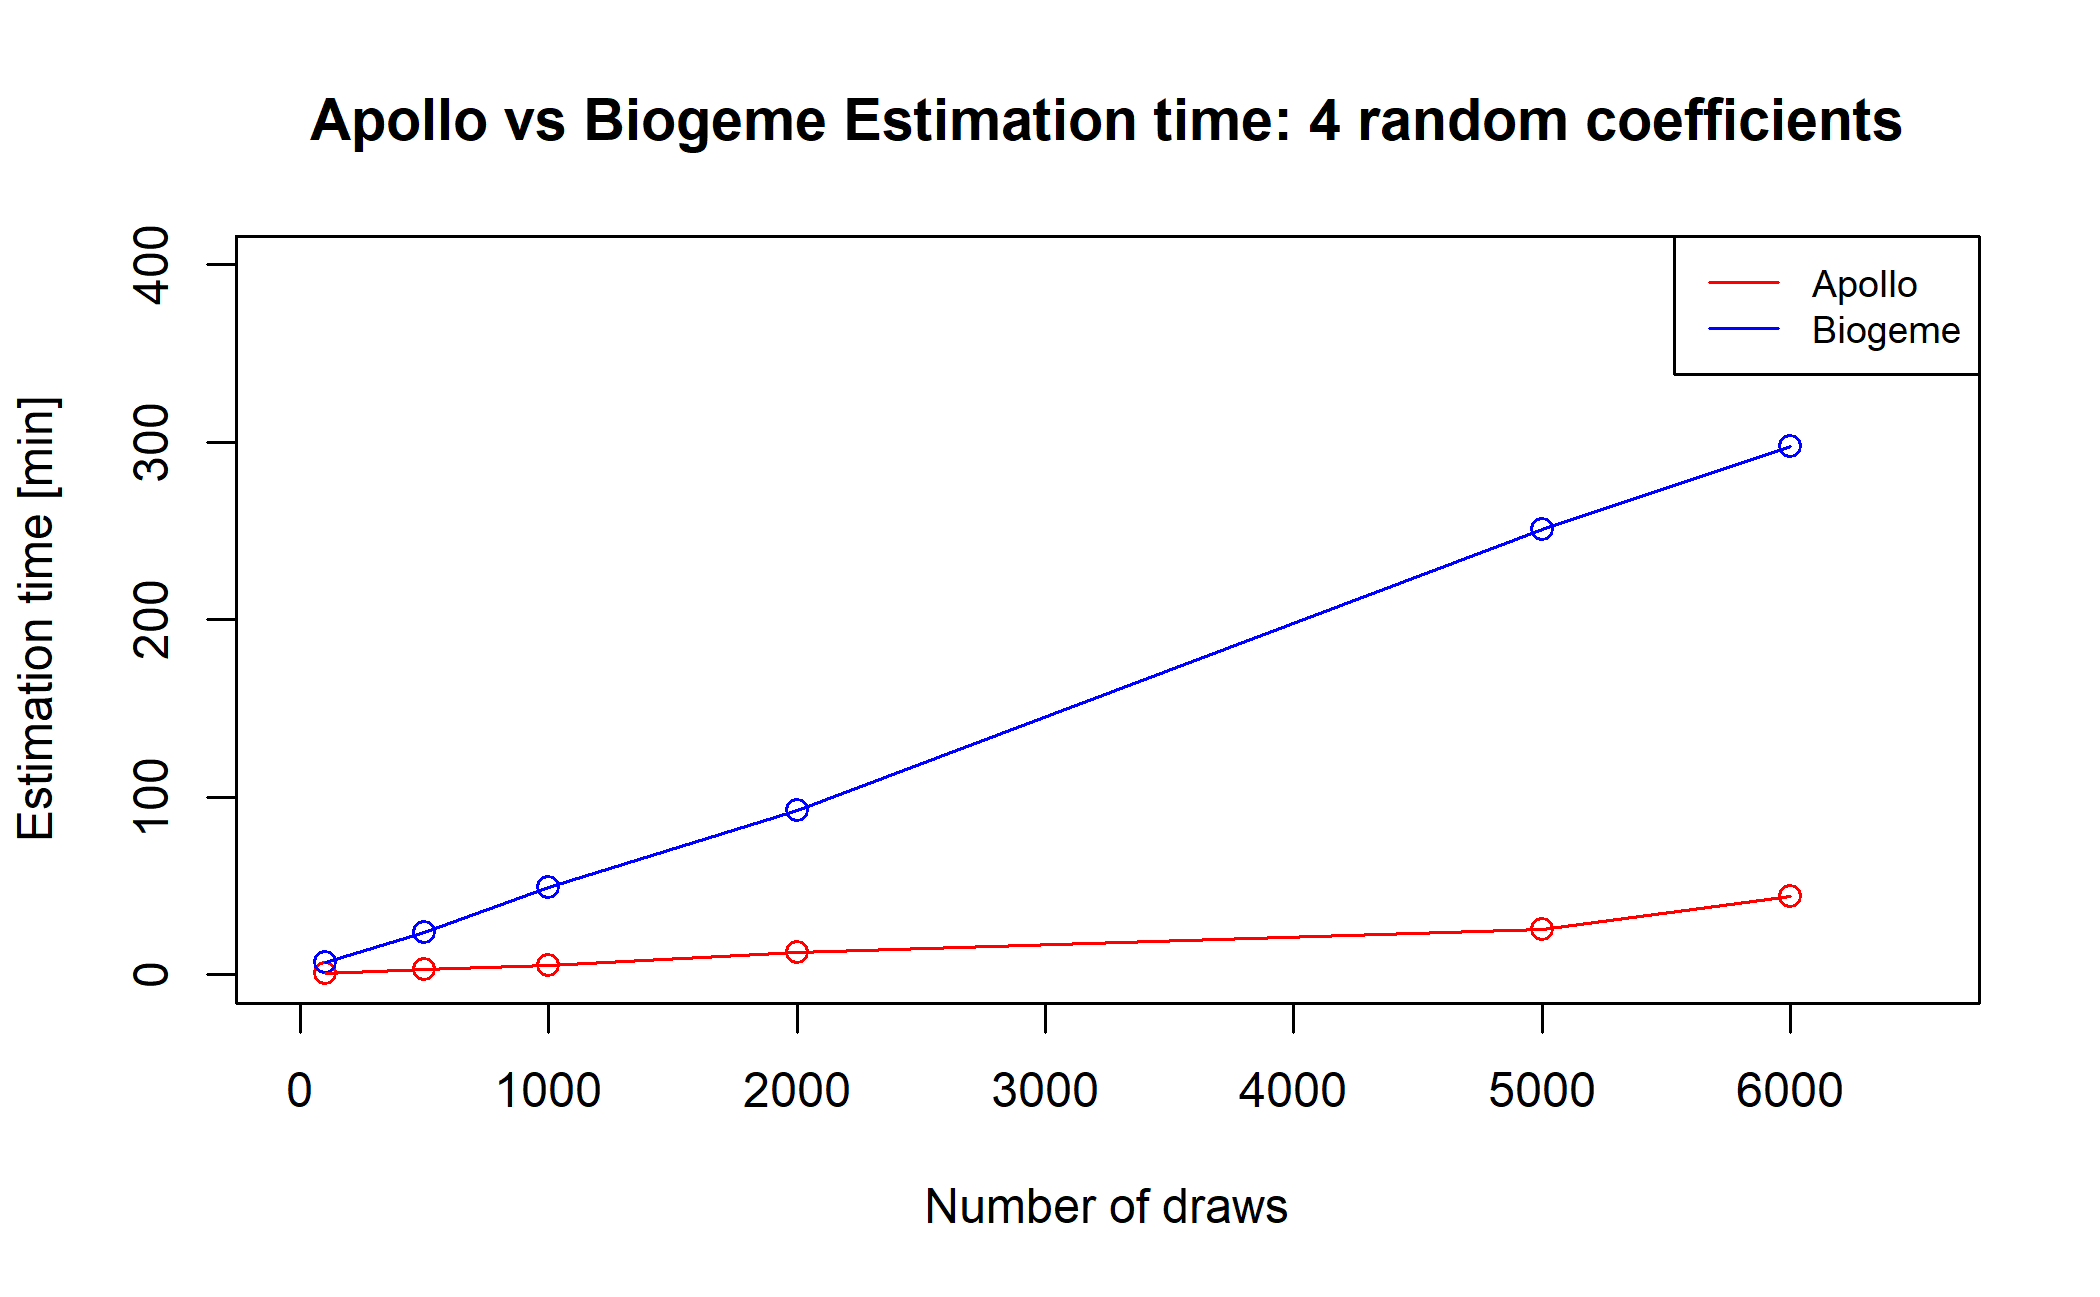 Apollo vs Biogeme Estimation time: 4 random coefficients
Apollo
Biogeme
Estimation time [min]
400
300
200
100
0
0 1000 2000 3000 4000 5000 6000
Number of draws